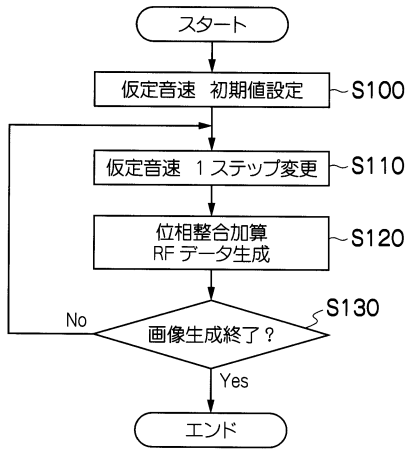 スタート
仮定音速 初期値設定
S100
仮定音速 1ステップ変更
S110
位相整合加算
RFデータ生成
S120
S130
画像生成終了?
No
Yes
エンド